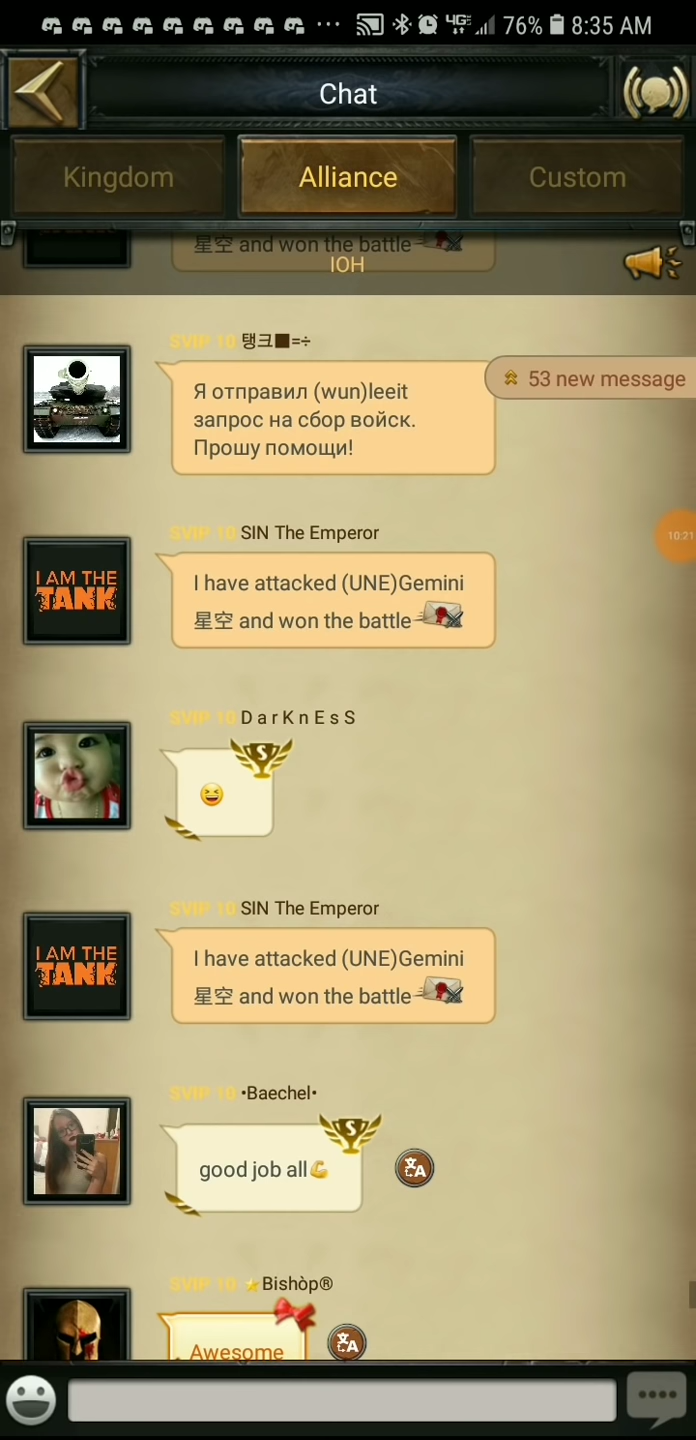 76% 8:35 AM
Chat
Kingdom
Alliance
Custom
星空 and won the battle
IOH
SVIP 10 탱크■=÷
53 new message
Я отправил (wun)leeit
запрос на сбор войск.
Прошу помощи!
10:21
SVIP 10 SIN The Emperor
I AM THE
TANK
I have attacked (UNE)Gemini
星空 and won the battle
SVIP 10 D a r K n E s S
S
😆
SVIP 10 SIN The Emperor
I AM THE
TANK
I have attacked (UNE)Gemini
星空 and won the battle
SVIP 10 •Baechel•
S
good job all💪
SVIP 10 ⭐Bishòp®
Awesome